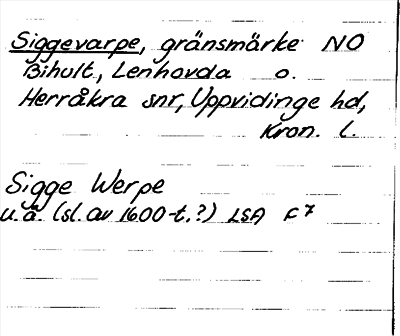 Siggevarpe, gränsmärke NO
Bihult, Lenhovda o.
Herråkra snr, Uppvidinge hd,
Kron. l.
Sigge Werpe
u.å. (sl. av 1600-t.?) LSA F7